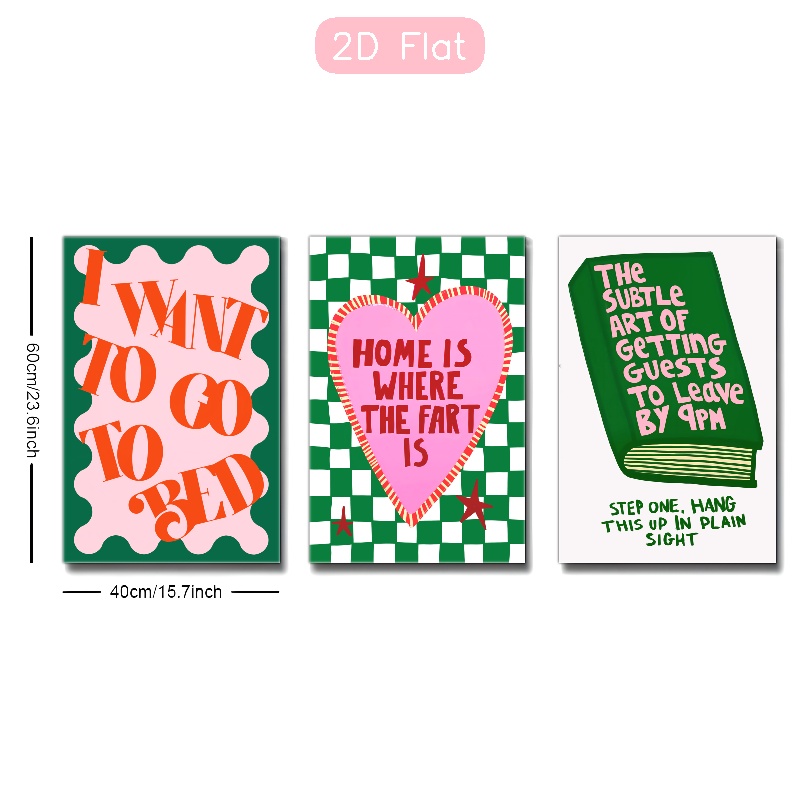 2D Flat
60cm/23.6inch
40cm/15.7inch
I
WANT
TO GO
TO
BED
HOME IS
WHERE
THE FART
IS
THE
SUBTLE
ART OF
GETTING
GUESTS
TO LeAVe
BY 9PM
STEP ONE, HANG
THIS UP IN PLAIN
SIGHT